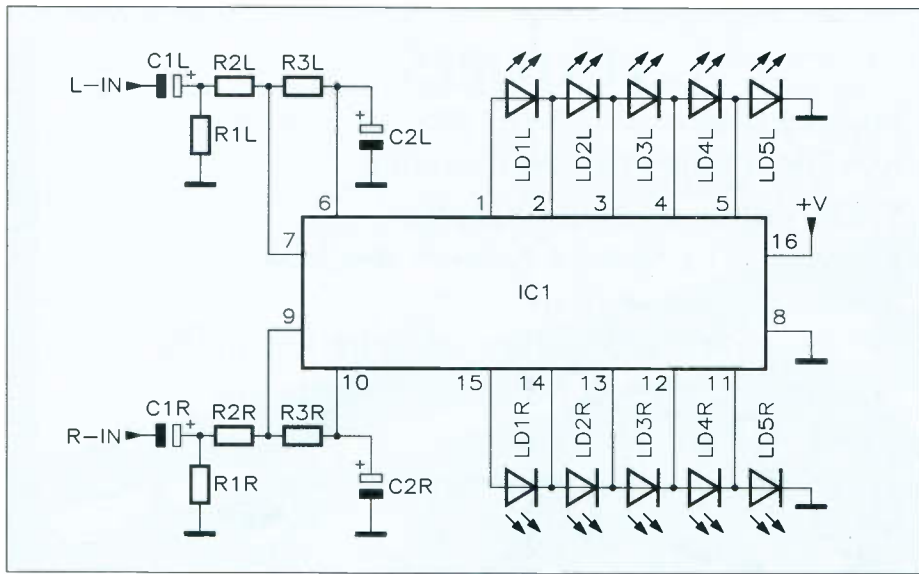 C1L
+
R2L
R3L
L-IN
R1L
+
C2L
LD1L
LD2L
LD3L
LD4L
LD5L
6
1
2
3
4
5
+V
7
16
IC1
9
8
10
15
14
13
12
11
C1R
+
R2R
R3R
R-IN
R1R
+
C2R
LD1R
LD2R
LD3R
LD4R
LD5R